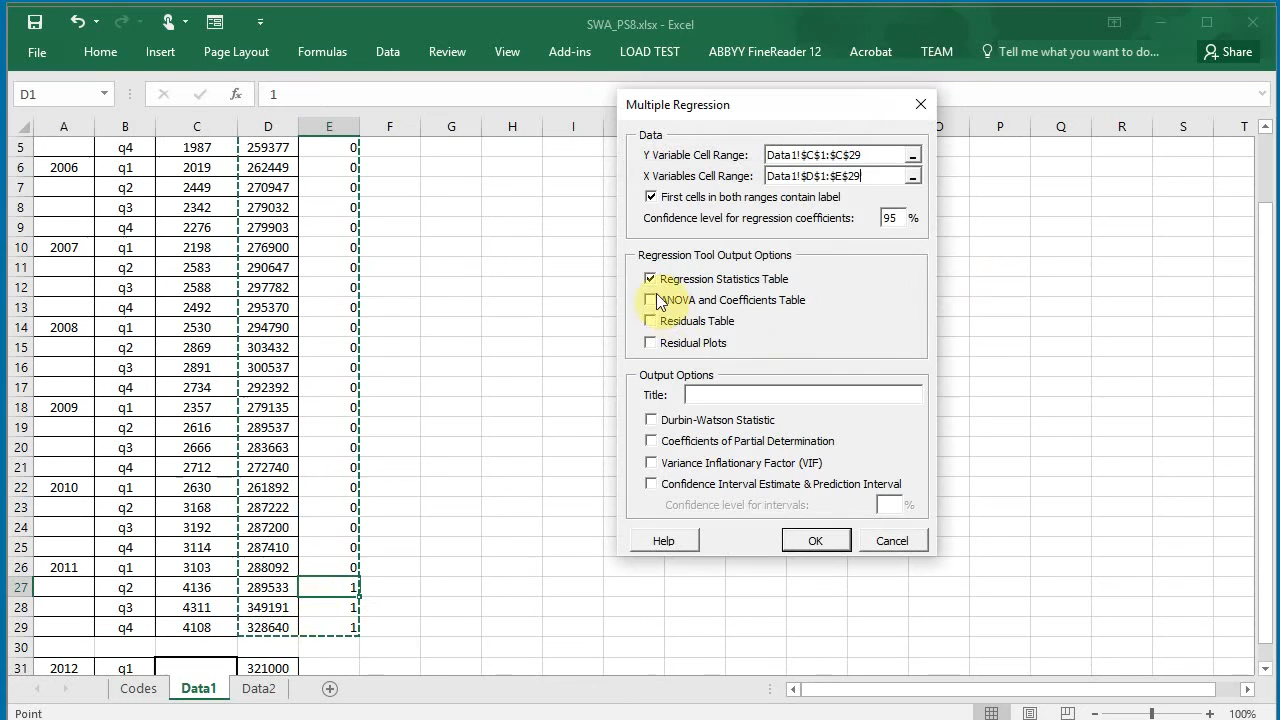 SWA_PS8.xlsx - Excel
File Home Insert Page Layout Formulas Data Review View Add-ins LOAD TEST ABBYY FineReader 12 Acrobat TEAM Tell me what you want to do... Share
D1 fx 1
A B C D E F G H I P Q R S T
5 q4 1987 259377 0
6 2006 q1 2019 262449 0
7 q2 2449 270947 0
8 q3 2342 279032 0
9 q4 2276 279903 0
10 2007 q1 2198 276900 0
11 q2 2583 290647 0
12 q3 2588 297782 0
13 q4 2492 295370 0
14 2008 q1 2530 294790 0
15 q2 2869 303432 0
16 q3 2891 300537 0
17 q4 2734 292392 0
18 2009 q1 2357 279135 0
19 q2 2616 289537 0
20 q3 2666 283663 0
21 q4 2712 272740 0
22 2010 q1 2630 261892 0
23 q2 3168 287222 0
24 q3 3192 287200 0
25 q4 3114 287410 0
26 2011 q1 3103 288092 0
27 q2 4136 289533 1
28 q3 4311 349191 1
29 q4 4108 328640 1
30
31 2012 q1 321000
Multiple Regression
Data
Y Variable Cell Range: Data1!$C$1:$C$29
X Variables Cell Range: Data1!$D$1:$E$29
First cells in both ranges contain label
Confidence level for regression coefficients: 95 %
Regression Tool Output Options
Regression Statistics Table
ANOVA and Coefficients Table
Residuals Table
Residual Plots
Output Options
Title:
Durbin-Watson Statistic
Coefficients of Partial Determination
Variance Inflationary Factor (VIF)
Confidence Interval Estimate & Prediction Interval
Confidence level for intervals: %
Help OK Cancel
Codes Data1 Data2
Point 100%